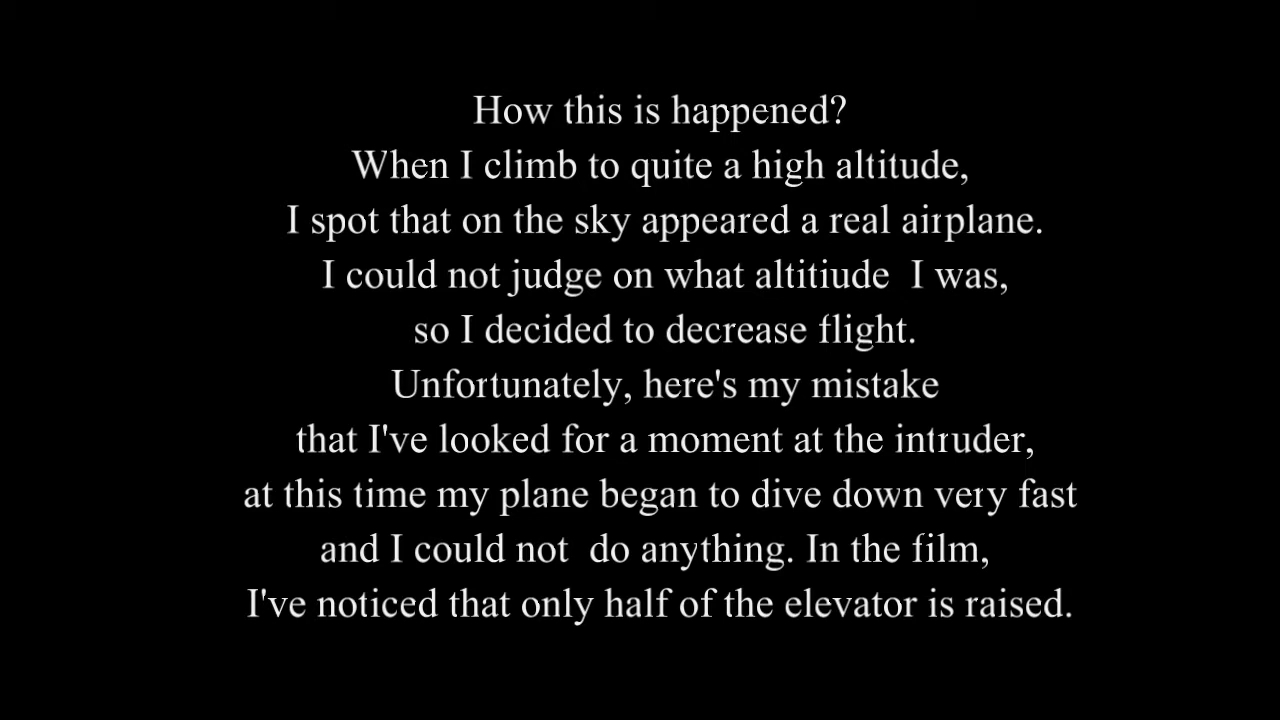 How this is happened?
When I climb to quite a high altitude,
I spot that on the sky appeared a real airplane.
I could not judge on what altitiude  I was,
so I decided to decrease flight.
Unfortunately, here's my mistake
that I've looked for a moment at the intruder,
at this time my plane began to dive down very fast
and I could not  do anything. In the film,
I've noticed that only half of the elevator is raised.